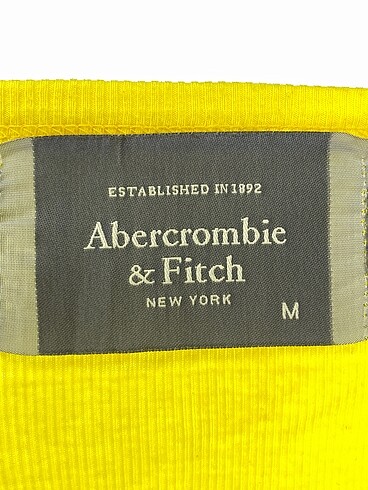 ESTABLISHED IN 1892
Abercrombie
& Fitch
NEW YORK
M